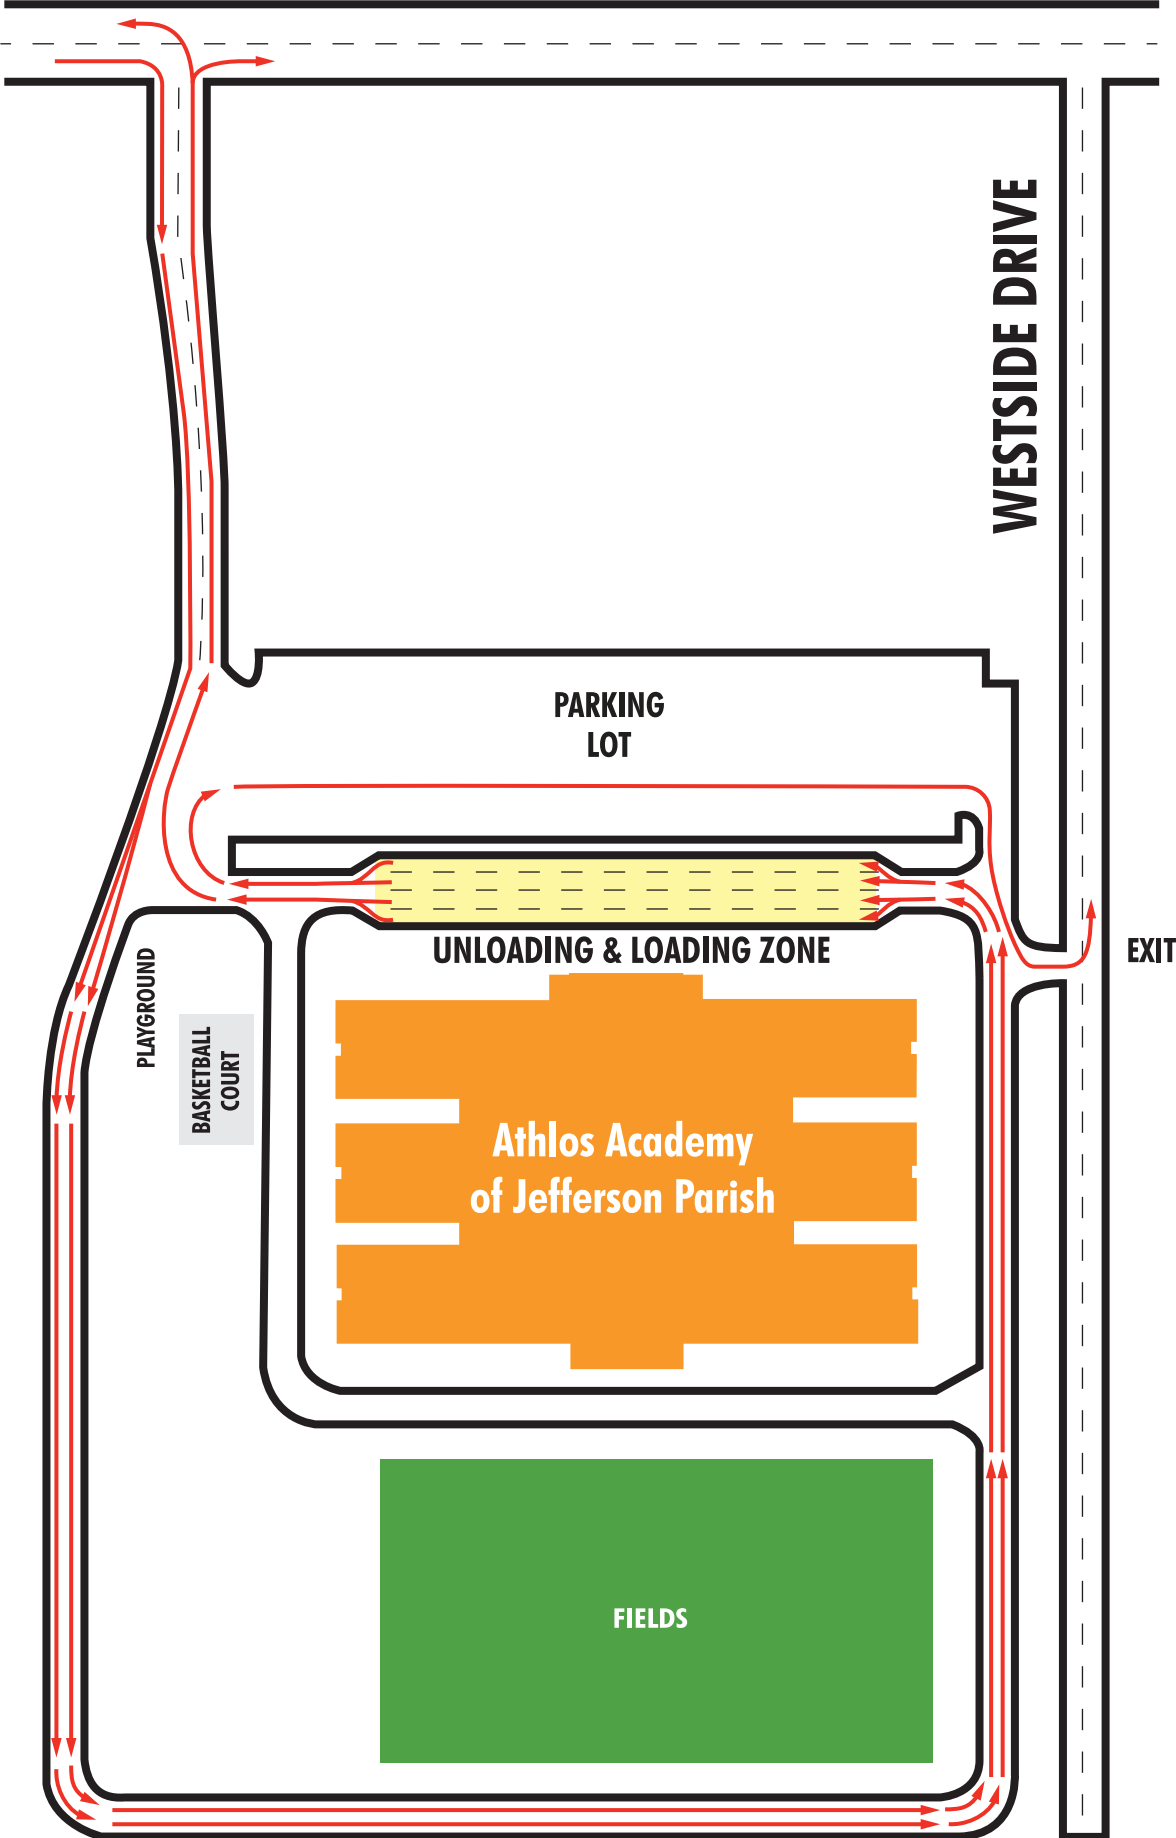 WESTSIDE DRIVE
PARKING
LOT
UNLOADING & LOADING ZONE
EXIT
PLAYGROUND
BASKETBALL
COURT
Athlos Academy
of Jefferson Parish
FIELDS